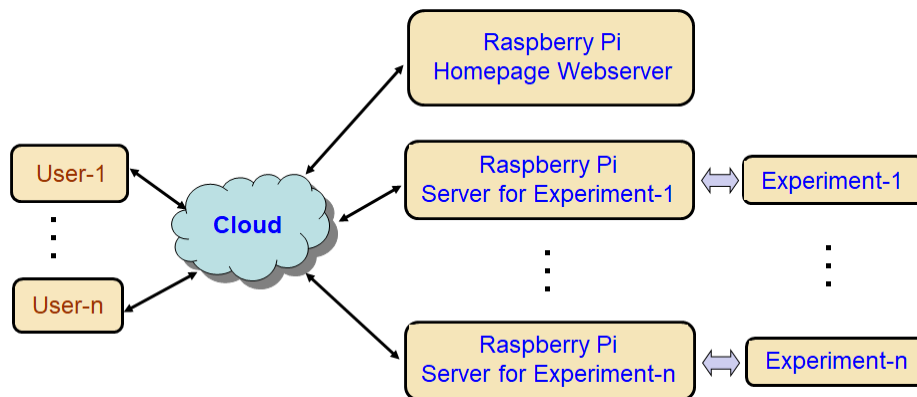 Raspberry Pi
Homepage Webserver
User-1
Raspberry Pi
Server for Experiment-1
Experiment-1
Cloud
User-n
Raspberry Pi
Server for Experiment-n
Experiment-n